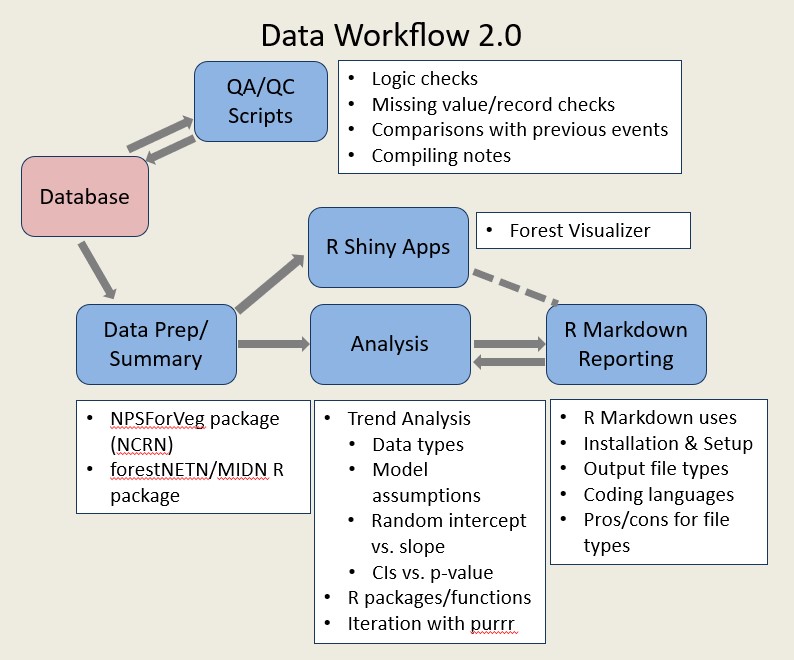 Data Workflow 2.0
QA/QC
Scripts
• Logic checks
• Missing value/record checks
• Comparisons with previous events
• Compiling notes
Database
R Shiny Apps
• Forest Visualizer
Data Prep/
Summary
Analysis
R Markdown
Reporting
• NPSForVeg package
(NCRN)
• forestNETN/MIDN R
package
• Trend Analysis
• Data types
• Model
assumptions
• Random intercept
vs. slope
• CIs vs. p-value
• R packages/functions
• Iteration with purrr
• R Markdown uses
• Installation & Setup
• Output file types
• Coding languages
• Pros/cons for file
types